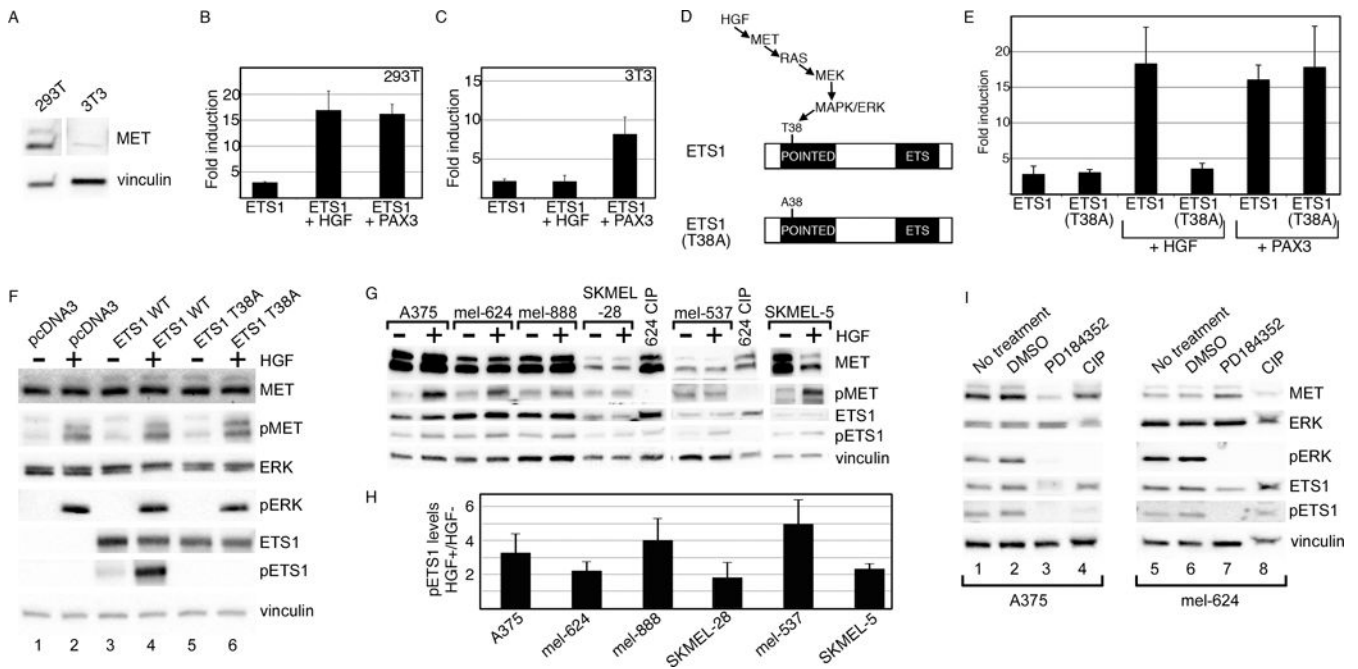 A
293T 3T3
MET
vinculin
B
293T
Fold induction
20
15
10
5
0
ETS1 ETS1 + HGF ETS1 + PAX3
C
3T3
Fold induction
15
10
5
0
ETS1 ETS1 + HGF ETS1 + PAX3
D
HGF
MET
RAS
MEK
MAPK/ERK
T38
ETS1 POINTED ETS
A38
ETS1 (T38A) POINTED ETS
E
Fold induction
20
15
10
5
0
ETS1 ETS1 (T38A) ETS1 ETS1 (T38A) ETS1 ETS1 (T38A)
+ HGF + PAX3
F
pcDNA3 pcDNA3 ETS1 WT ETS1 WT ETS1 T38A ETS1 T38A
- + - + - + HGF
MET
pMET
ERK
pERK
ETS1
pETS1
vinculin
1 2 3 4 5 6
G
A375 mel-624 mel-888 SKMEL -28 624 CIP mel-537 624 CIP SKMEL-5
- + - + - + - + - + - + HGF
MET
pMET
ETS1
pETS1
vinculin
H
pETS1 levels
HGF+/HGF-
6
4
2
A375 mel-624 mel-888 SKMEL-28 mel-537 SKMEL-5
I
No treatment DMSO PD184352 CIP No treatment DMSO PD184352 CIP
MET
ERK
pERK
ETS1
pETS1
vinculin
1 2 3 4 5 6 7 8
A375 mel-624